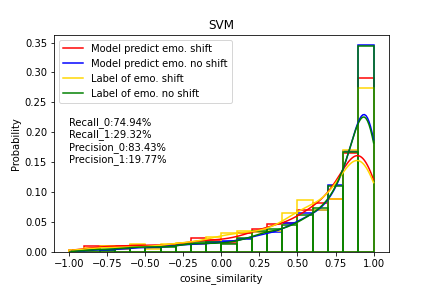 SVM
Model predict emo. shift
Model predict emo. no shift
Label of emo. shift
Label of emo. no shift
Recall_0:74.94%
Recall_1:29.32%
Precision_0:83.43%
Precision_1:19.77%
Probability
0.35
0.30
0.25
0.20
0.15
0.10
0.05
0.00
−1.00 −0.75 −0.50 −0.25 0.00 0.25 0.50 0.75 1.00
cosine_similarity